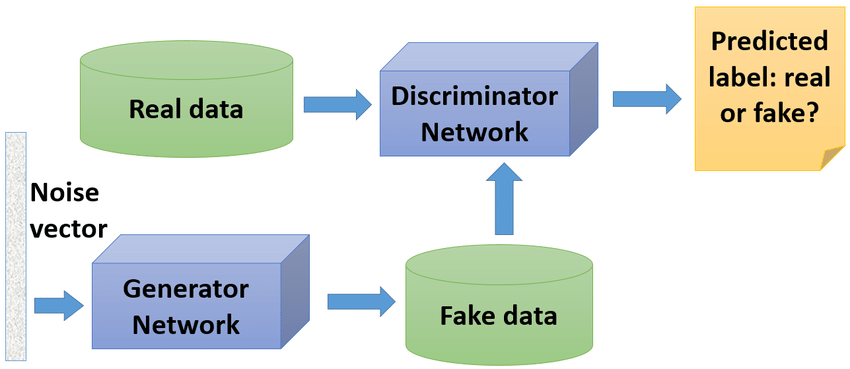 Real data
Discriminator
Network
Predicted
label: real
or fake?
Noise
vector
Generator
Network
Fake data